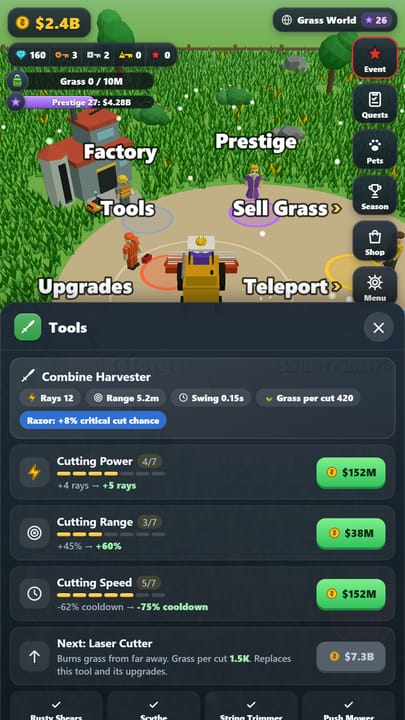 $2.4B
Grass World ★ 26
160 3 2 0 0
Grass 0 / 10M
Prestige 27: $4.28B
Event
Quests
Pets
Season
Shop
Menu
Factory
Prestige
Tools
Sell Grass ›
Upgrades
Teleport ›
Tools
Combine Harvester
Rays 12
Range 5.2m
Swing 0.15s
Grass per cut 420
Razor: +8% critical cut chance
Cutting Power 4/7
+4 rays → +5 rays
$152M
Cutting Range 3/7
+45% → +60%
$38M
Cutting Speed 5/7
-62% cooldown → -75% cooldown
$152M
Next: Laser Cutter
Burns grass from far away. Grass per cut 1.5K. Replaces
this tool and its upgrades.
$7.3B
Rusty Shears
Scythe
String Trimmer
Push Mower